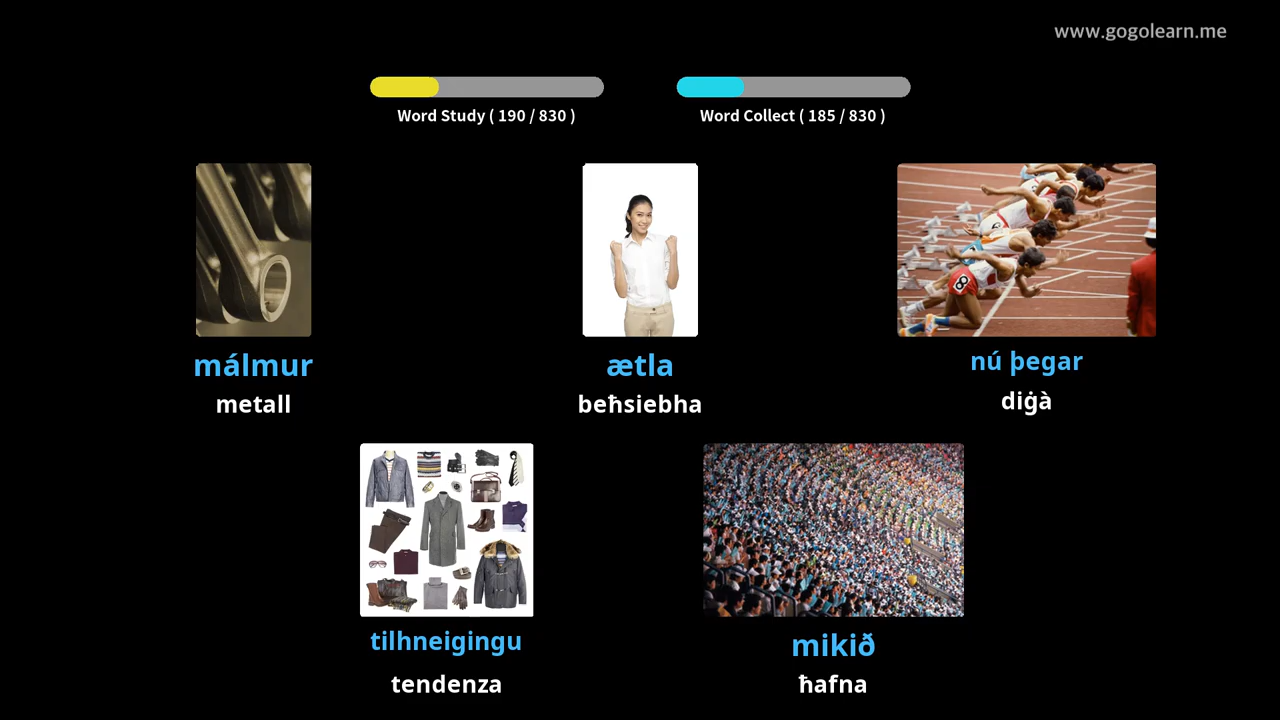 www.gogolearn.me
Word Study ( 190 / 830 )
Word Collect ( 185 / 830 )
málmur
metall
ætla
beħsiebha
nú þegar
diġà
tilhneigingu
tendenza
mikið
ħafna